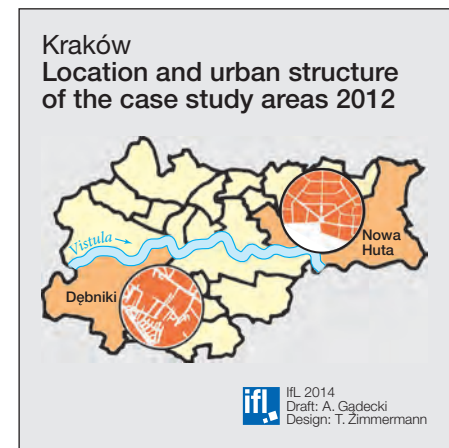 Kraków
Location and urban structure
of the case study areas 2012
Vistula
Nowa
Huta
Dębniki
ifl
IfL 2014
Draft: A. Gądecki
Design: T. Zimmermann